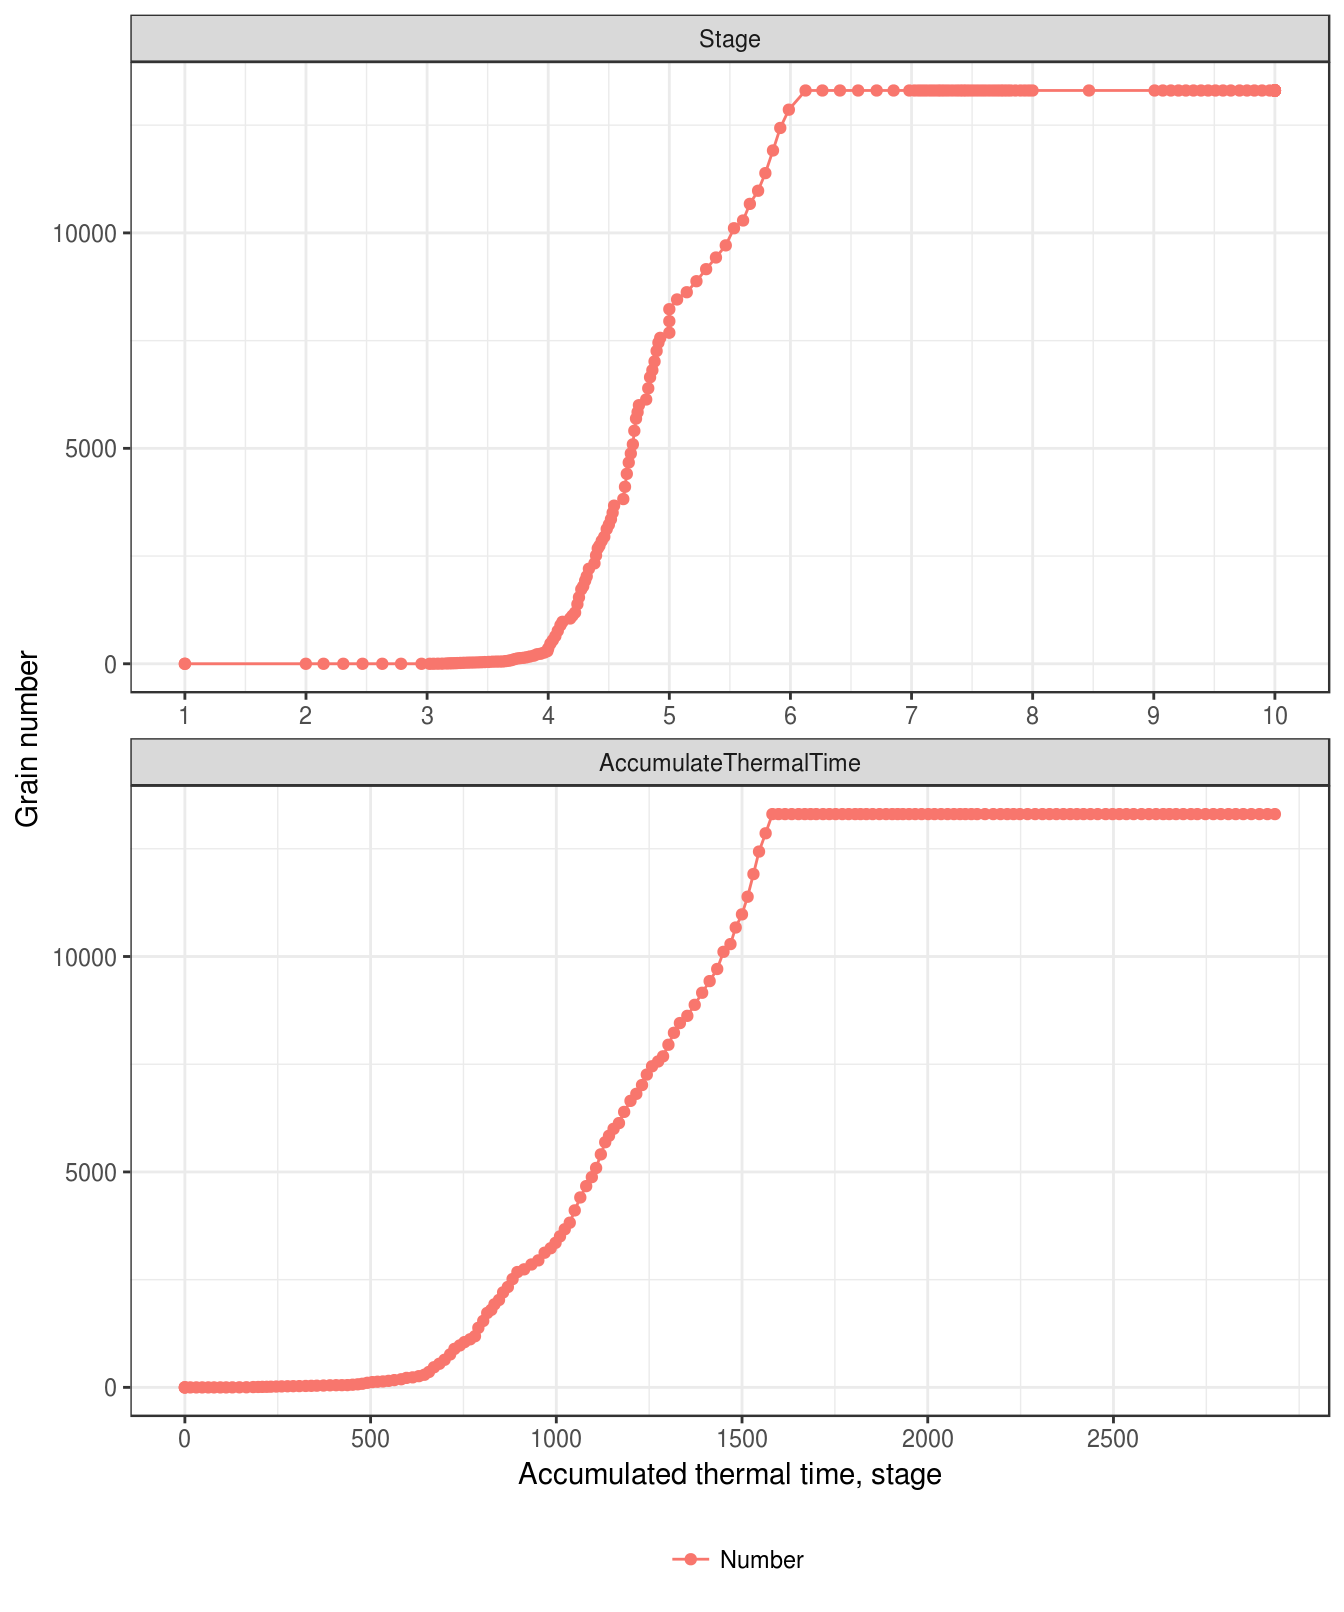 Stage
10000
5000
0
1 2 3 4 5 6 7 8 9 10
Grain number
AccumulateThermalTime
10000
5000
0
0 500 1000 1500 2000 2500
Accumulated thermal time, stage
Number